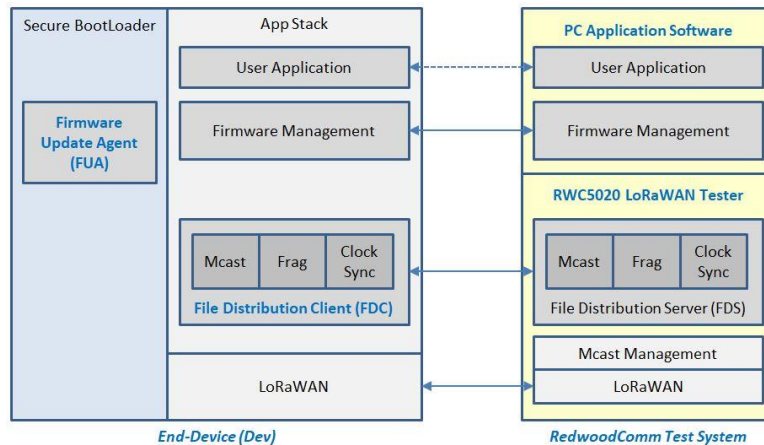 Secure BootLoader
Firmware
Update Agent
(FUA)
App Stack
User Application
Firmware Management
Mcast
Frag
Clock
Sync
File Distribution Client (FDC)
LoRaWAN
End-Device (Dev)
PC Application Software
User Application
Firmware Management
RWC5020 LoRaWAN Tester
Mcast
Frag
Clock
Sync
File Distribution Server (FDS)
Mcast Management
LoRaWAN
RedwoodComm Test System